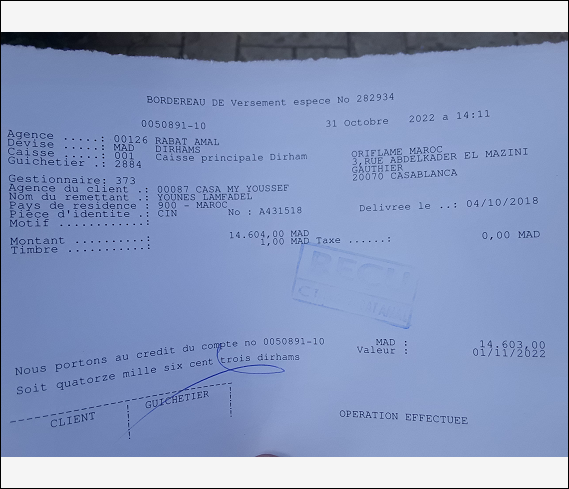 BORDEREAU DE Versement espece No 282934
0050891-10 31 Octobre 2022 a 14:11
Agence .....: 00126 RABAT AMAL
Devise .....: MAD DIRHAMS
Caisse .....: 001 Caisse principale Dirham
Guichetier .: 2884
ORIFLAME MAROC
3,RUE ABDELKADER EL MAZINI
GAUTHIER
20070 CASABLANCA
Gestionnaire: 373
Agence du client .: 00087 CASA MY YOUSSEF
Nom du remettant .: YOUNES LAMFADEL
Pays de residence : 900 - MAROC
Pièce d'identite .: CIN No : A431518 Delivree le ..: 04/10/2018
Motif ............:
Montant ..........: 14.604,00 MAD
Timbre ...........: 1,00 MAD Taxe .....: 0,00 MAD
Nous portons au credit du compte no 0050891-10 MAD : 14.603,00
Soit quatorze mille six cent trois dirhams Valeur : 01/11/2022
CLIENT GUICHETIER
OPERATION EFFECTUEE